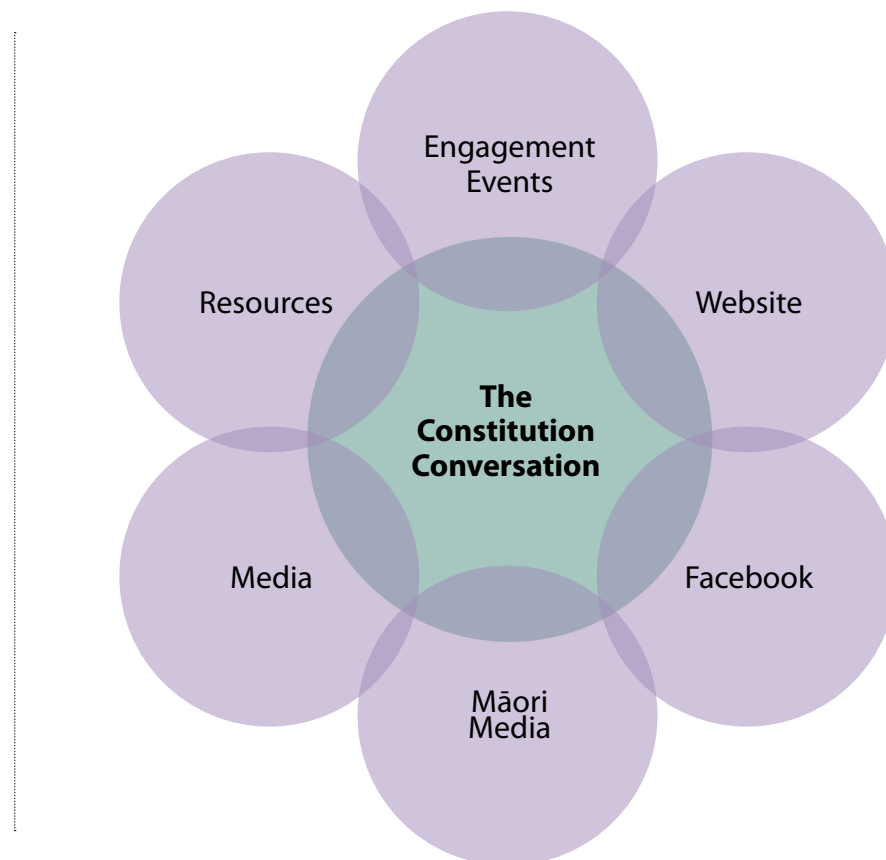 Engagement
Events
Resources
Website
The
Constitution
Conversation
Media
Facebook
Māori
Media